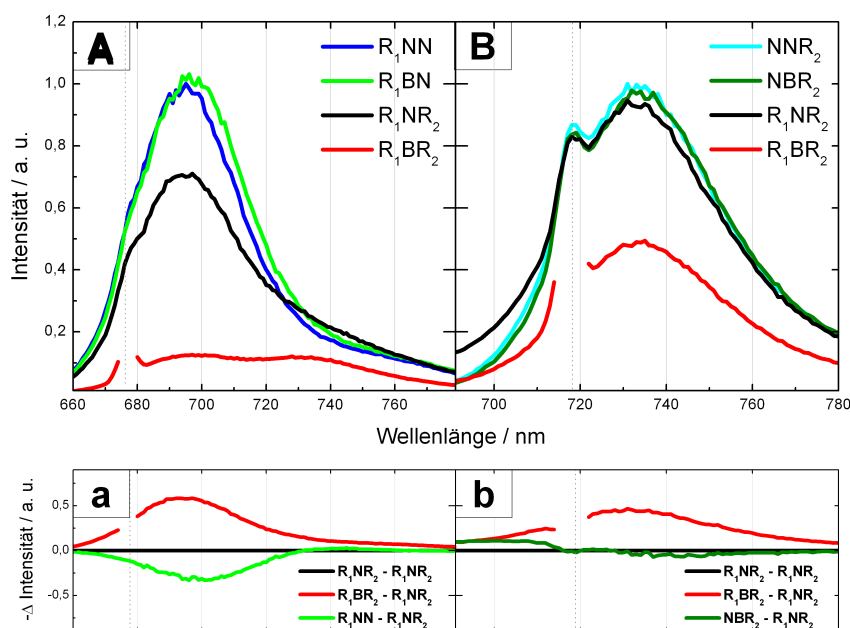 1,2
1,0
0,8
0,6
0,4
0,2
Intensität / a. u.
A
R₁NN
R₁BN
R₁NR₂
R₁BR₂
B
NNR₂
NBR₂
R₁NR₂
R₁BR₂
660 680 700 720 740 760
700 720 740 760 780
Wellenlänge / nm
-Δ Intensität / a. u.
0,5
0,0
-0,5
a
R₁NR₂ - R₁NR₂
R₁BR₂ - R₁NR₂
R₁NN - R₁NR₂
b
R₁NR₂ - R₁NR₂
R₁BR₂ - R₁NR₂
NBR₂ - R₁NR₂